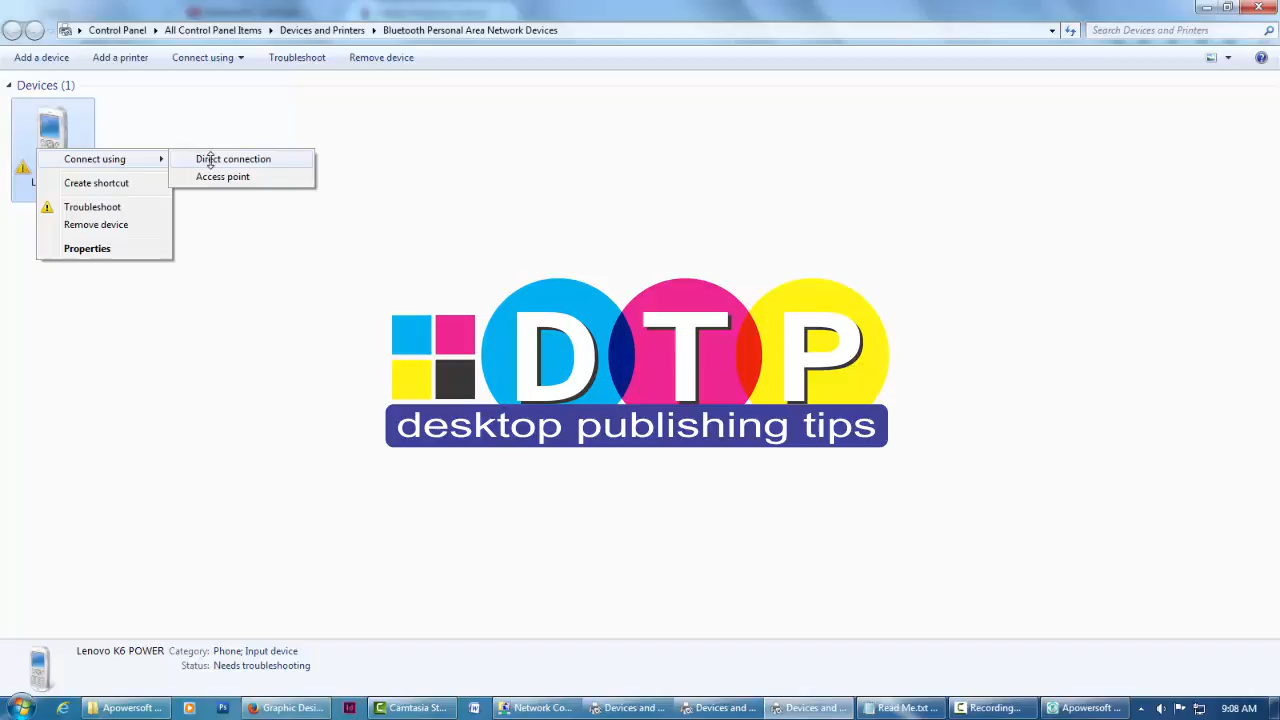 Control Panel
All Control Panel Items
Devices and Printers
Bluetooth Personal Area Network Devices
Search Devices and Printers
Add a device
Add a printer
Connect using
Troubleshoot
Remove device
Devices (1)
L
Connect using
Create shortcut
Troubleshoot
Remove device
Properties
Direct connection
Access point
DTP
desktop publishing tips
Lenovo K6 POWER
Category: Phone; Input device
Status: Needs troubleshooting
Apowersoft ...
Graphic Desi...
Id
Camtasia St...
Network Co...
Devices and ...
Devices and ...
Devices and ...
Read Me.txt ...
Recording...
Apowersoft ...
9:08 AM